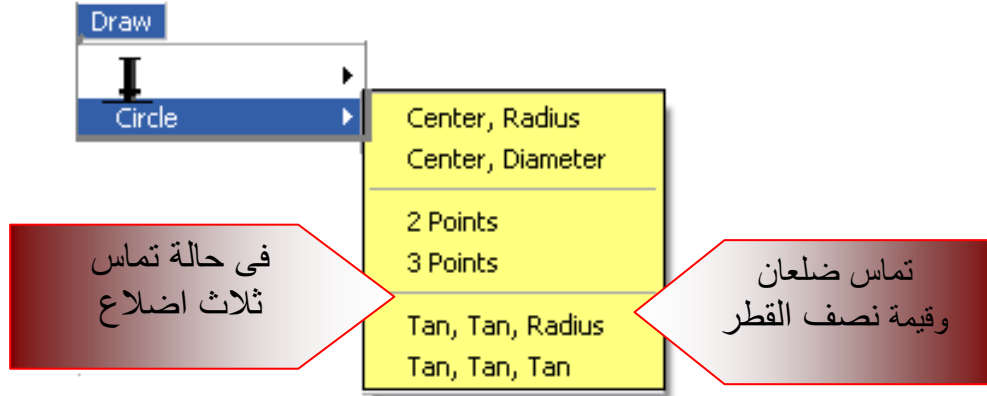 Draw
Circle
Center, Radius
Center, Diameter
2 Points
3 Points
Tan, Tan, Radius
Tan, Tan, Tan
فى حالة تماس
ثلاث اضلاع
تماس ضلعان
وقيمة نصف القطر